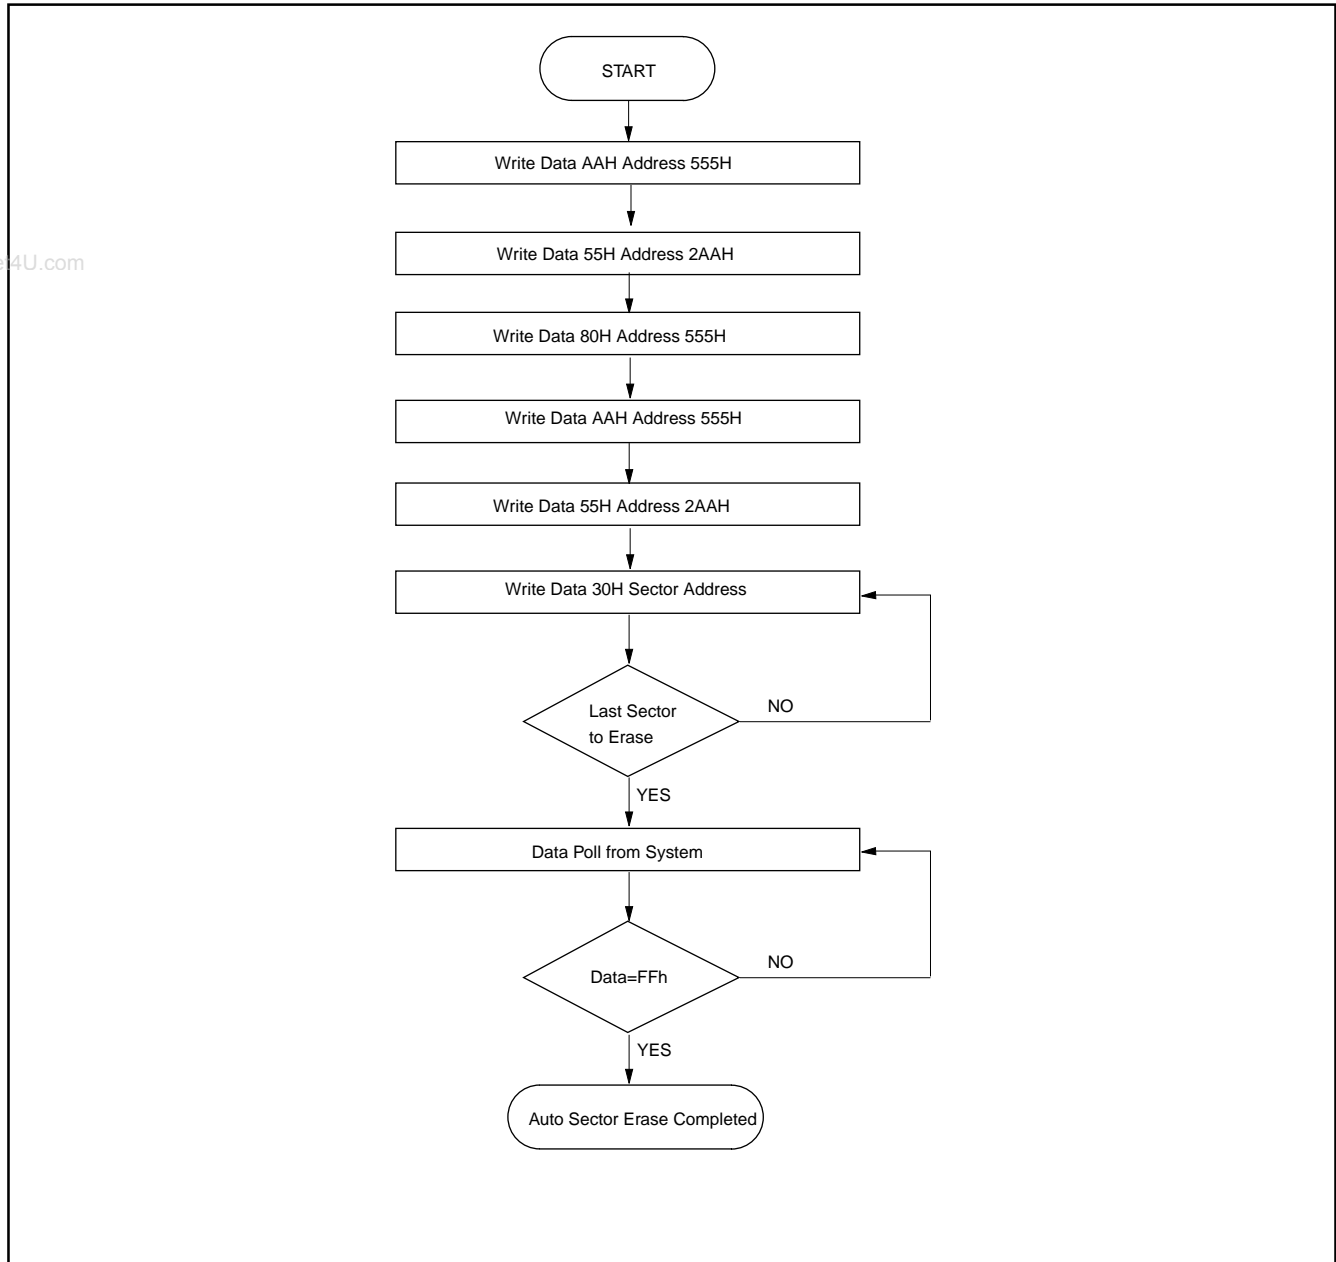 START
Write Data AAH Address 555H
Write Data 55H Address 2AAH
et4U.com
Write Data 80H Address 555H
Write Data AAH Address 555H
Write Data 55H Address 2AAH
Write Data 30H Sector Address
NO
Last Sector
to Erase
YES
Data Poll from System
NO
Data=FFh
YES
Auto Sector Erase Completed